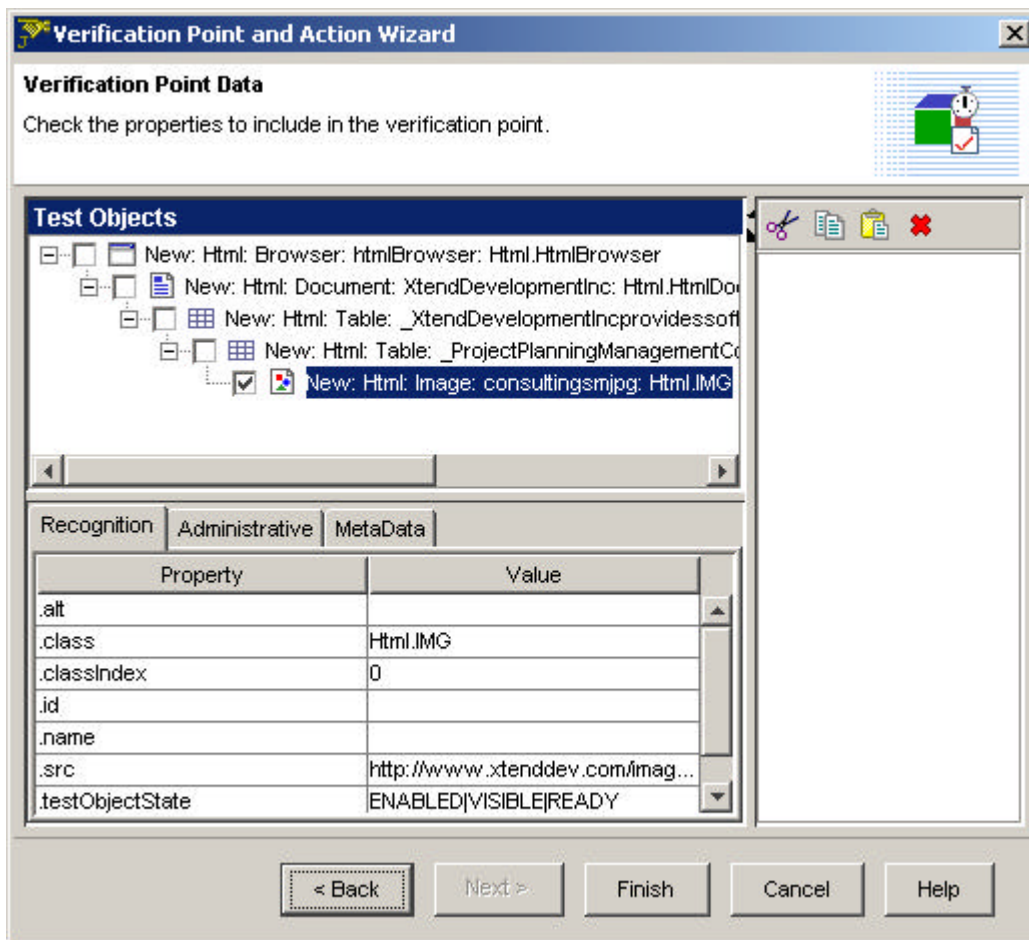 Verification Point and Action Wizard
Verification Point Data
Check the properties to include in the verification point.
Test Objects
New: Html: Browser: htmlBrowser: Html.HtmlBrowser
New: Html: Document: XtendDevelopmentInc: Html.HtmlDo
New: Html: Table: _XtendDevelopmentIncprovidessoft
New: Html: Table: _ProjectPlanningManagementCo
New: Html: Image: consultingsmjpg: Html.IMG
Recognition Administrative MetaData
Property Value
.alt
.class Html.IMG
.classIndex 0
.id
.name
.src http://www.xtenddev.com/imag...
.testObjectState ENABLED|VISIBLE|READY
< Back Next > Finish Cancel Help